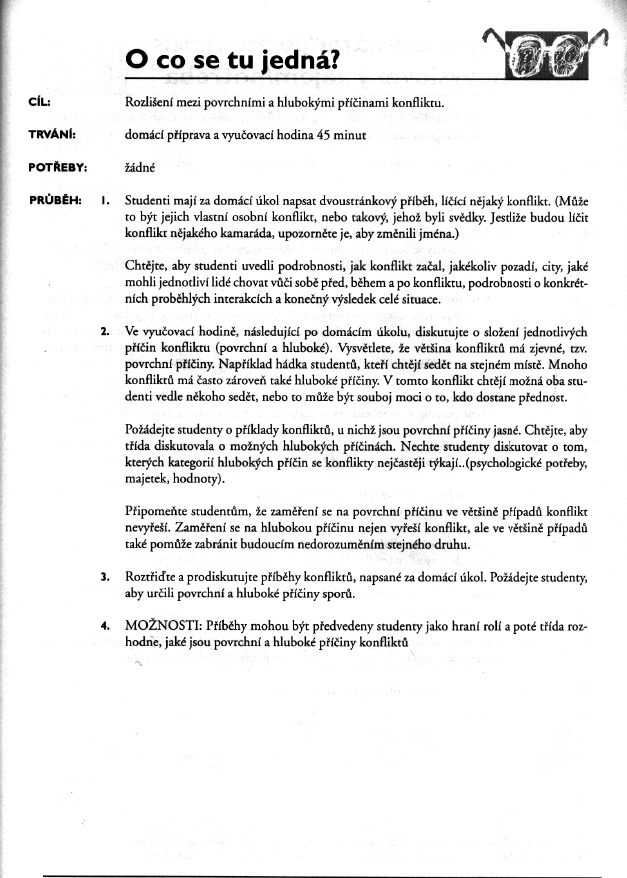 O co se tu jedná?
CÍL: Rozlišení mezi povrchními a hlubokými příčinami konfliktu.
TRVÁNÍ: domácí příprava a vyučovací hodina 45 minut
POTŘEBY: žádné
PRŮBĚH: 1. Studenti mají za domácí úkol napsat dvoustránkový příběh, líčící nějaký konflikt. (Může
to být jejich vlastní osobní konflikt, nebo takový, jehož byli svědky. Jestliže budou líčit
konflikt nějakého kamaráda, upozorněte je, aby změnili jména.)
Chtějte, aby studenti uvedli podrobnosti, jak konflikt začal, jakékoliv pozadí, city, jaké
mohli jednotliví lidé chovat vůči sobě před, během a po konfliktu, podrobnosti o konkrét-
ních proběhlých interakcích a konečný výsledek celé situace.
2. Ve vyučovací hodině, následující po domácím úkolu, diskutujte o složení jednotlivých
příčin konfliktu (povrchní a hluboké). Vysvětlete, že většina konfliktů má zjevné, tzv.
povrchní příčiny. Například hádka studentů, kteří chtějí sedět na stejném místě. Mnoho
konfliktů má často zároveň také hluboké příčiny. V tomto konflikt chtějí možná oba stu-
denti vedle někoho sedět, nebo to může být souboj moci o to, kdo dostane přednost.
Požádejte studenty o příklady konfliktů, u nichž jsou povrchní příčiny jasné. Chtějte, aby
třída diskutovala o možných hlubokých příčinách. Nechte studenty diskutovat o tom,
kterých kategorií hlubokých příčin se konflikty nejčastěji týkají..(psychologické potřeby,
majetek, hodnoty).
Připomeňte studentům, že zaměření se na povrchní příčinu ve většině případů konflikt
nevyřeší. Zaměření se na hlubokou příčinu nejen vyřeší konflikt, ale ve většině případů
také pomůže zabránit budoucím nedorozuměním stejného druhu.
3. Roztřiďte a prodiskutujte příběhy konfliktů, napsané za domácí úkol. Požádejte studenty,
aby určili povrchní a hluboké příčiny sporů.
4. MOŽNOSTI: Příběhy mohou být předvedeny studenty jako hraní rolí a poté třída roz-
hodne, jaké jsou povrchní a hluboké příčiny konfliktů